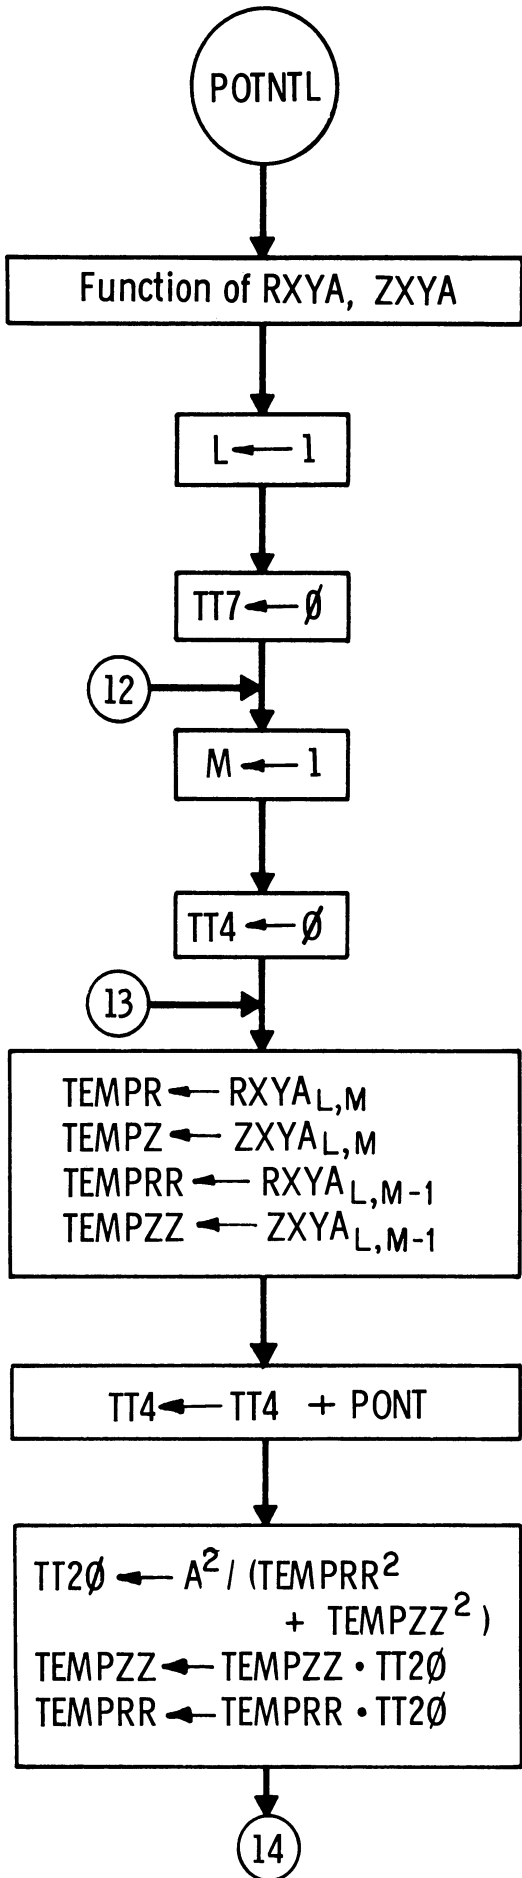 POTNTL
Function of RXYA, ZXYA
L ← 1
TT7 ← Ø
12
M ← 1
TT4 ← Ø
13
TEMPR ← RXYA L,M
TEMPZ ← ZXYA L,M
TEMPRR ← RXYA L,M-1
TEMPZZ ← ZXYA L,M-1
TT4 ← TT4 + PONT
TT2Ø ← A² / (TEMPRR²
+ TEMPZZ²)
TEMPZZ ← TEMPZZ • TT2Ø
TEMPRR ← TEMPRR • TT2Ø
14